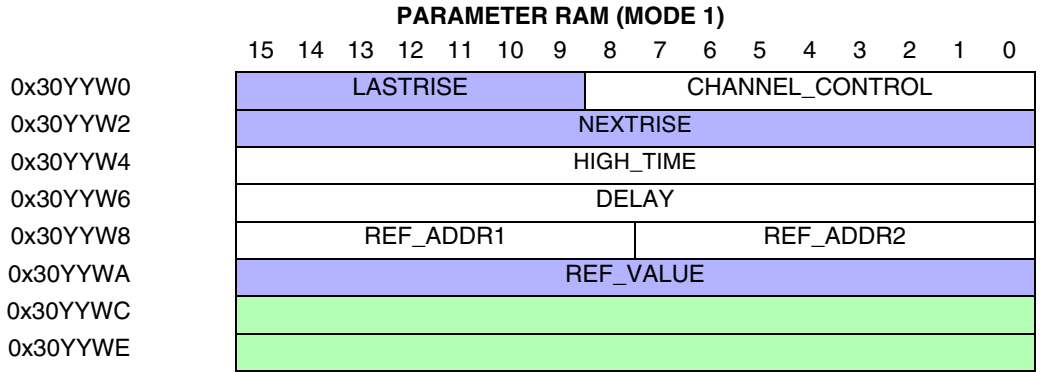 PARAMETER RAM (MODE 1)
15 14 13 12 11 10 9 8 7 6 5 4 3 2 1 0
0x30YYW0 LASTRISE CHANNEL_CONTROL
0x30YYW2 NEXTRISE
0x30YYW4 HIGH_TIME
0x30YYW6 DELAY
0x30YYW8 REF_ADDR1 REF_ADDR2
0x30YYWA REF_VALUE
0x30YYWC
0x30YYWE